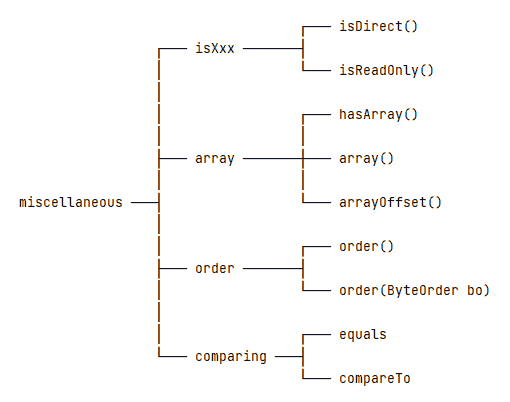 isDirect()
isXxx
isReadOnly()
hasArray()
array
array()
miscellaneous
arrayOffset()
order()
order
order(ByteOrder bo)
equals
comparing
compareTo